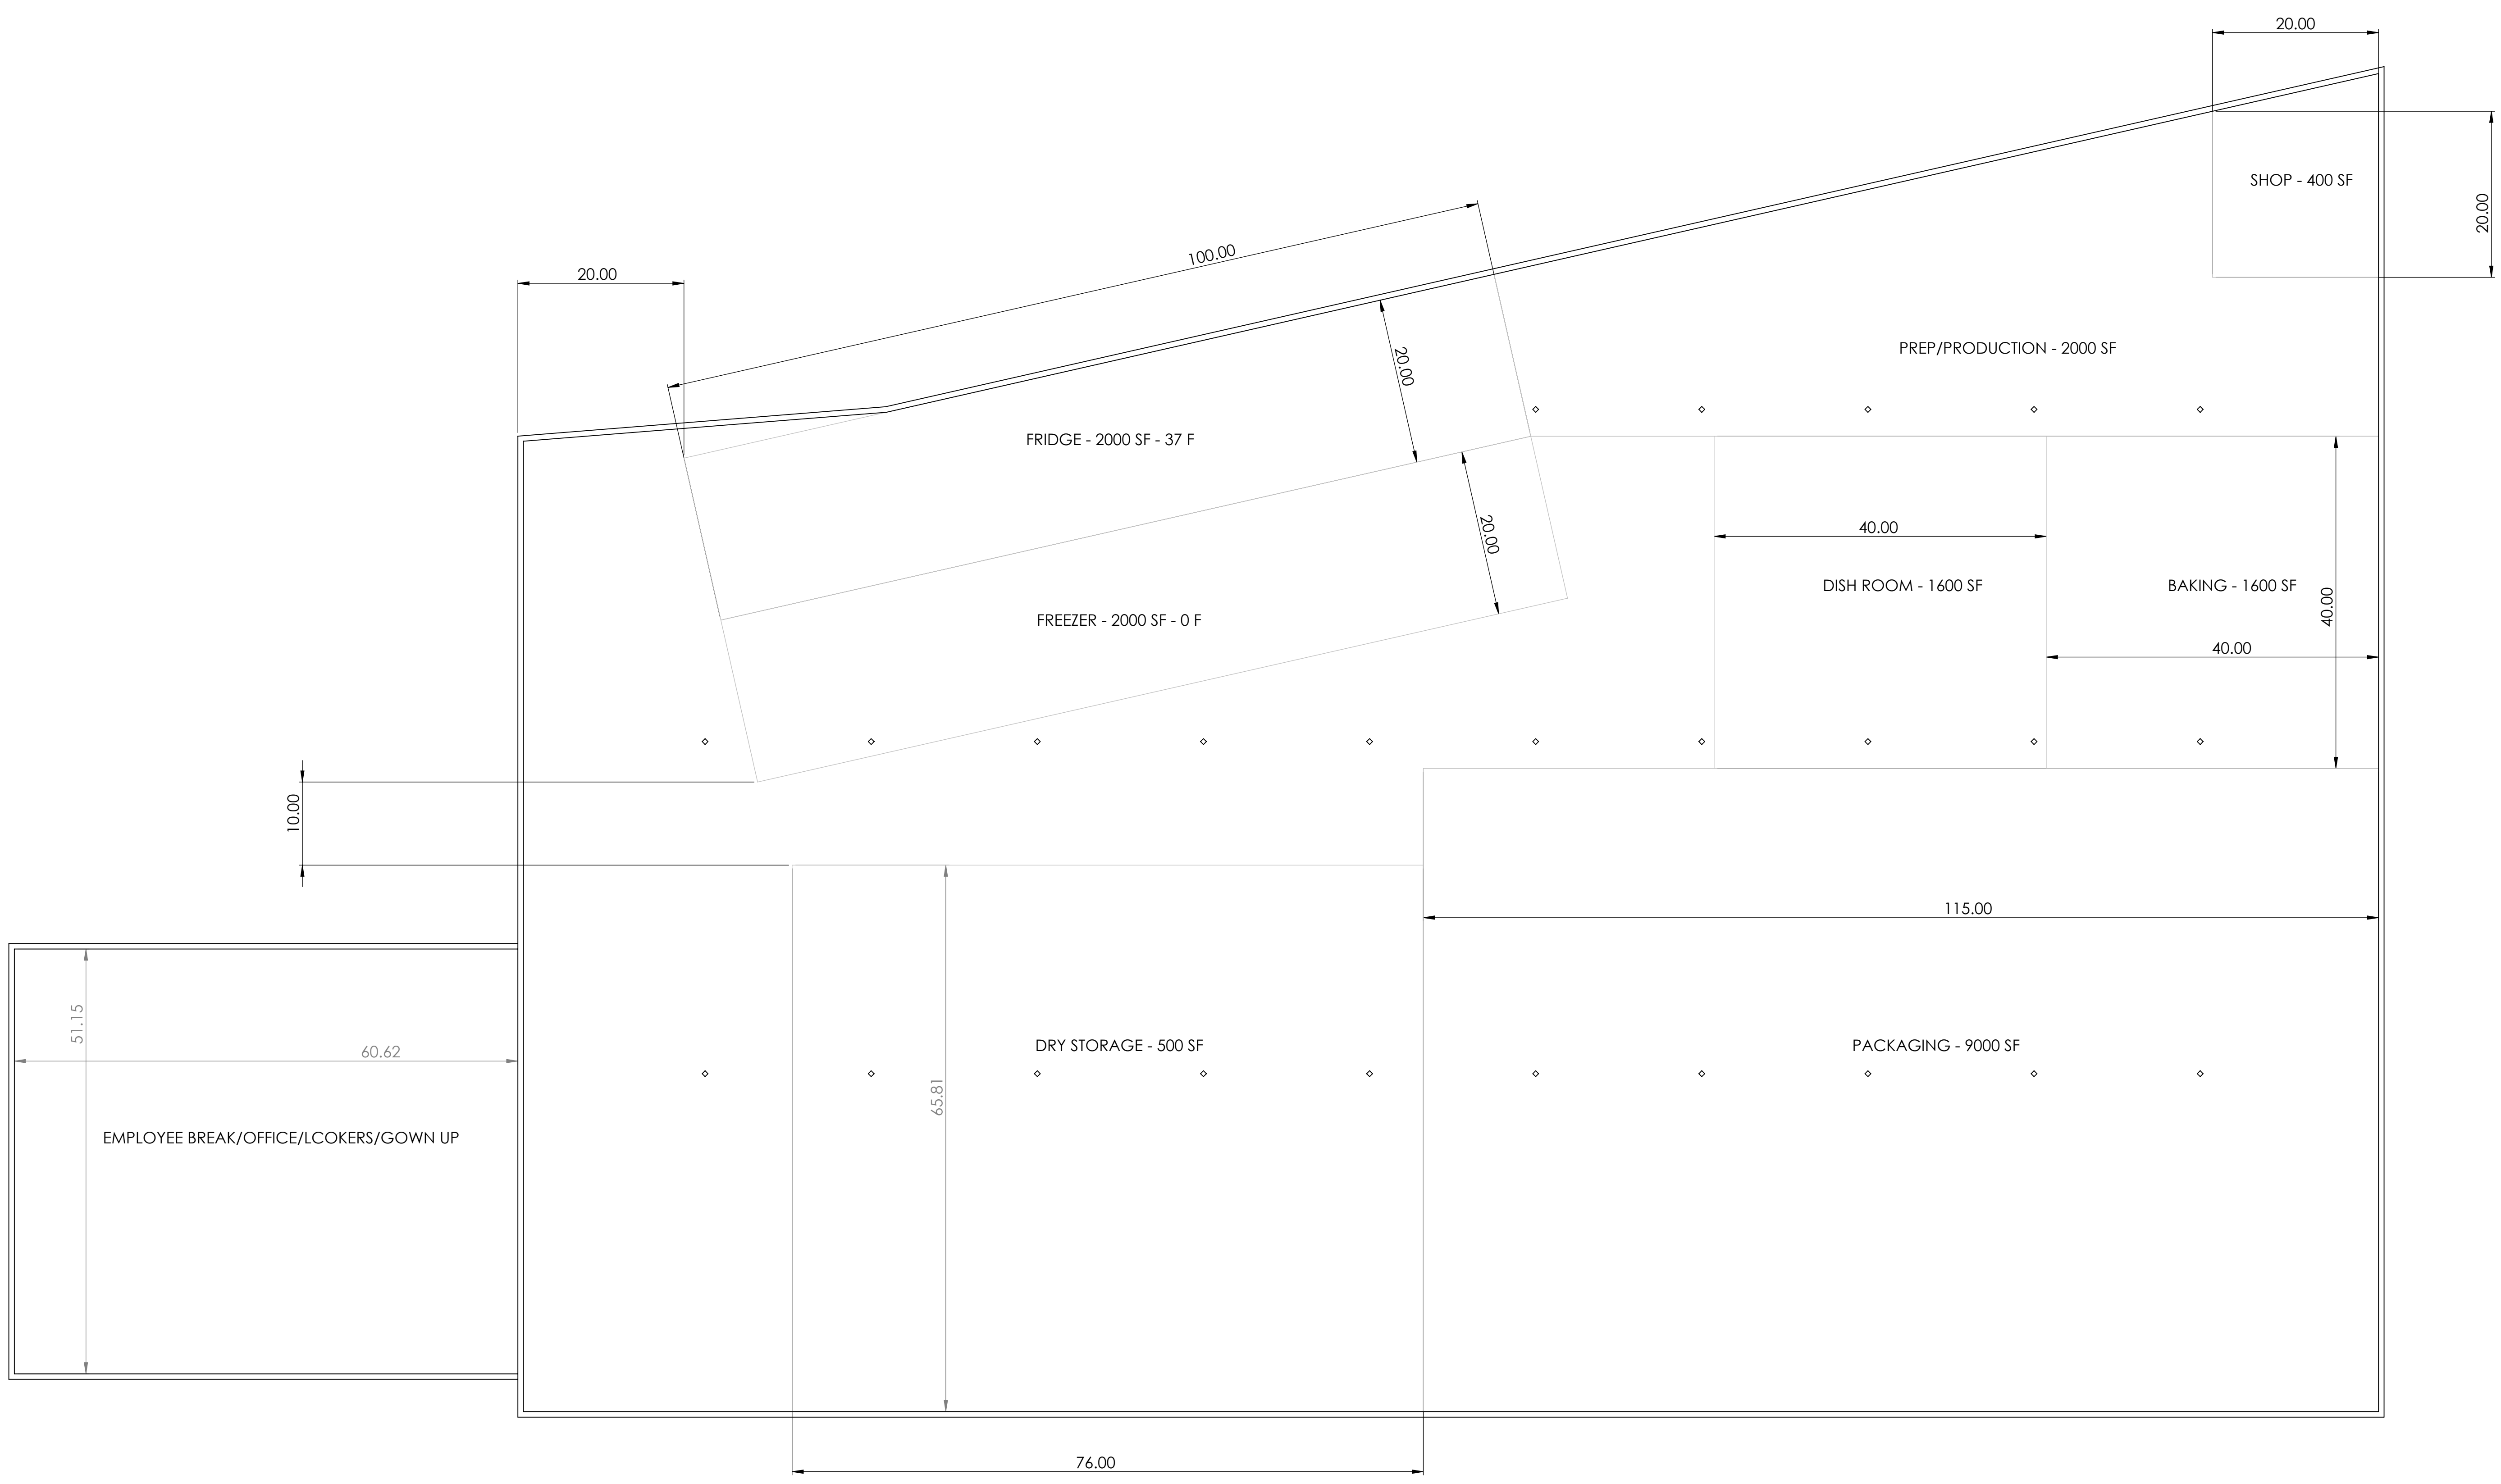 20.00
SHOP - 400 SF
20.00
100.00
20.00
20.00
PREP/PRODUCTION - 2000 SF
FRIDGE - 2000 SF - 37 F
20.00
40.00
DISH ROOM - 1600 SF
BAKING - 1600 SF
40.00
FREEZER - 2000 SF - 0 F
40.00
10.00
115.00
51.15
60.62
DRY STORAGE - 500 SF
PACKAGING - 9000 SF
65.81
EMPLOYEE BREAK/OFFICE/LCOKERS/GOWN UP
76.00